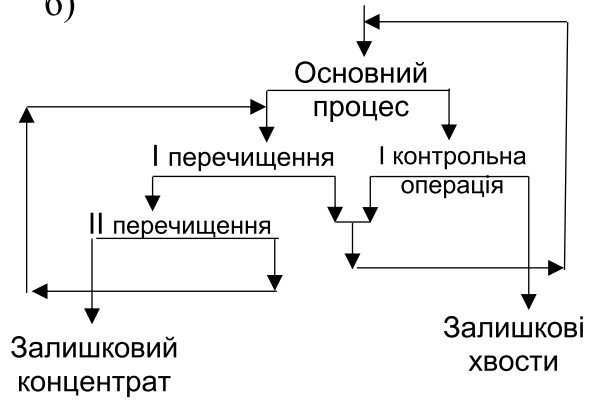 б)
Основний
процес
I перечищення
I контрольна
операція
II перечищення
Залишкові
хвости
Залишковий
концентрат